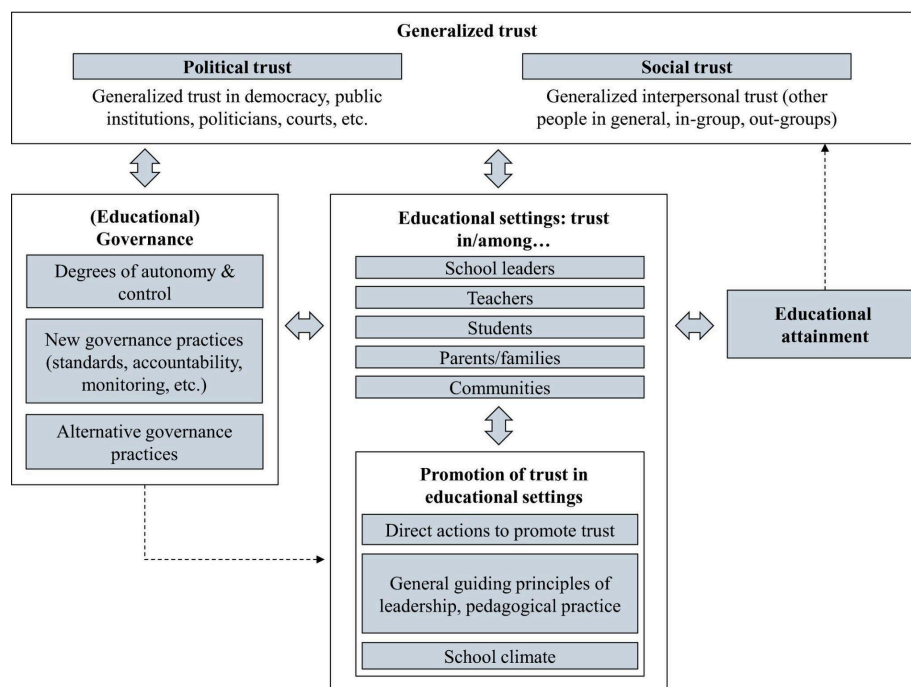 Generalized trust
Political trust
Generalized trust in democracy, public
institutions, politicians, courts, etc.
Social trust
Generalized interpersonal trust (other
people in general, in-group, out-groups)
(Educational)
Governance
Degrees of autonomy &
control
New governance practices
(standards, accountability,
monitoring, etc.)
Alternative governance
practices
Educational settings: trust
in/among…
School leaders
Teachers
Students
Parents/families
Communities
Promotion of trust in
educational settings
Direct actions to promote trust
General guiding principles of
leadership, pedagogical practice
School climate
Educational
attainment